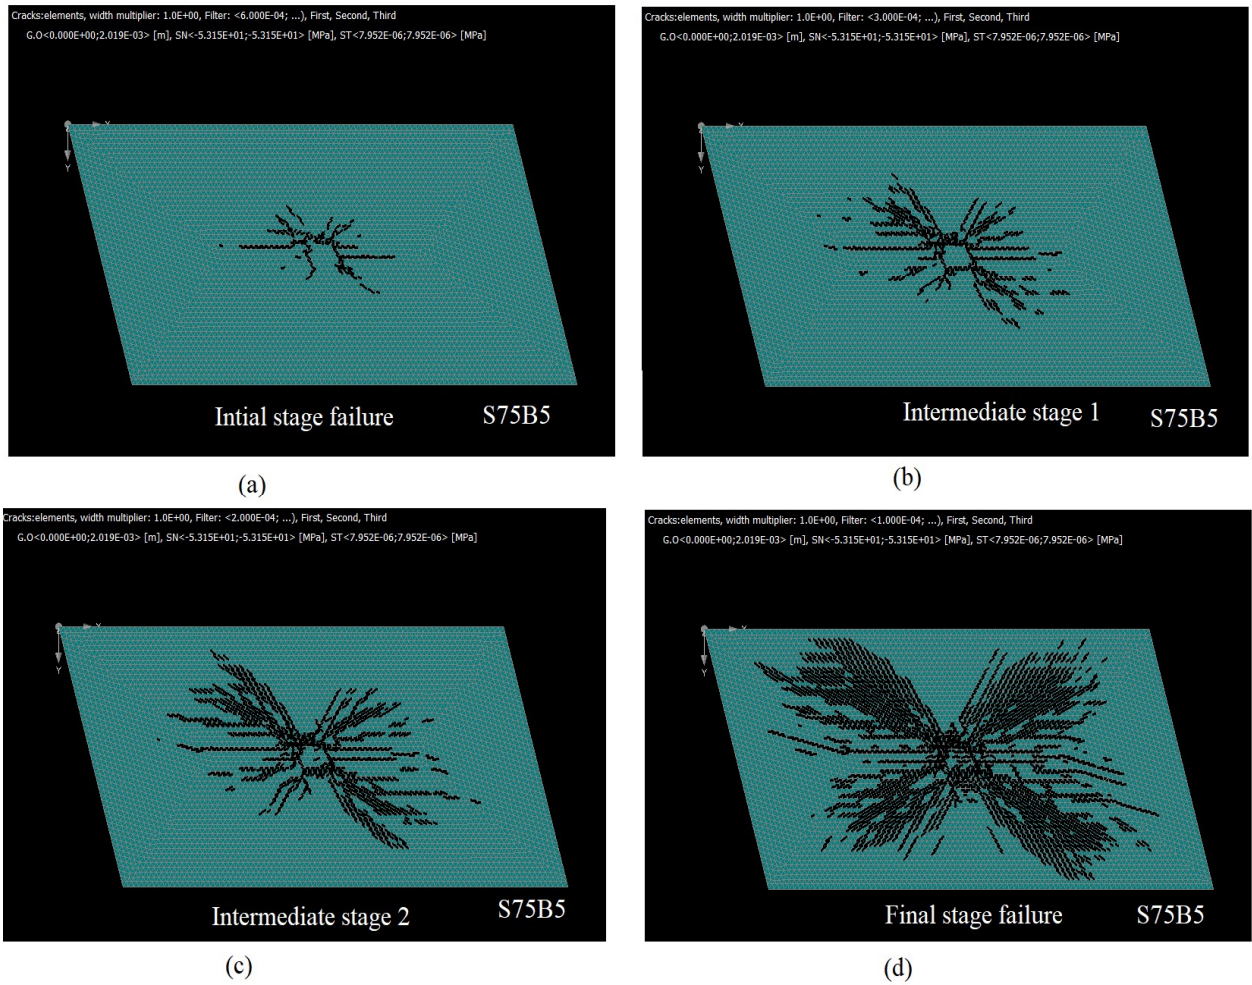 Cracks:elements, width multiplier: 1.0E+00, Filter: <6.000E-04; ...), First, Second, Third
G.O<0.000E+00;2.019E-03> [m], SN<-5.315E+01;-5.315E+01> [MPa], ST<7.952E-06;7.952E-06> [MPa]
Y
Intial stage failure
S75B5
(a)
Cracks:elements, width multiplier: 1.0E+00, Filter: <3.000E-04; ...), First, Second, Third
G.O<0.000E+00;2.019E-03> [m], SN<-5.315E+01;-5.315E+01> [MPa], ST<7.952E-06;7.952E-06> [MPa]
Y
Intermediate stage 1
S75B5
(b)
Cracks:elements, width multiplier: 1.0E+00, Filter: <2.000E-04; ...), First, Second, Third
G.O<0.000E+00;2.019E-03> [m], SN<-5.315E+01;-5.315E+01> [MPa], ST<7.952E-06;7.952E-06> [MPa]
Y
Intermediate stage 2
S75B5
(c)
Cracks:elements, width multiplier: 1.0E+00, Filter: <1.000E-04; ...), First, Second, Third
G.O<0.000E+00;2.019E-03> [m], SN<-5.315E+01;-5.315E+01> [MPa], ST<7.952E-06;7.952E-06> [MPa]
Y
Final stage failure
S75B5
(d)